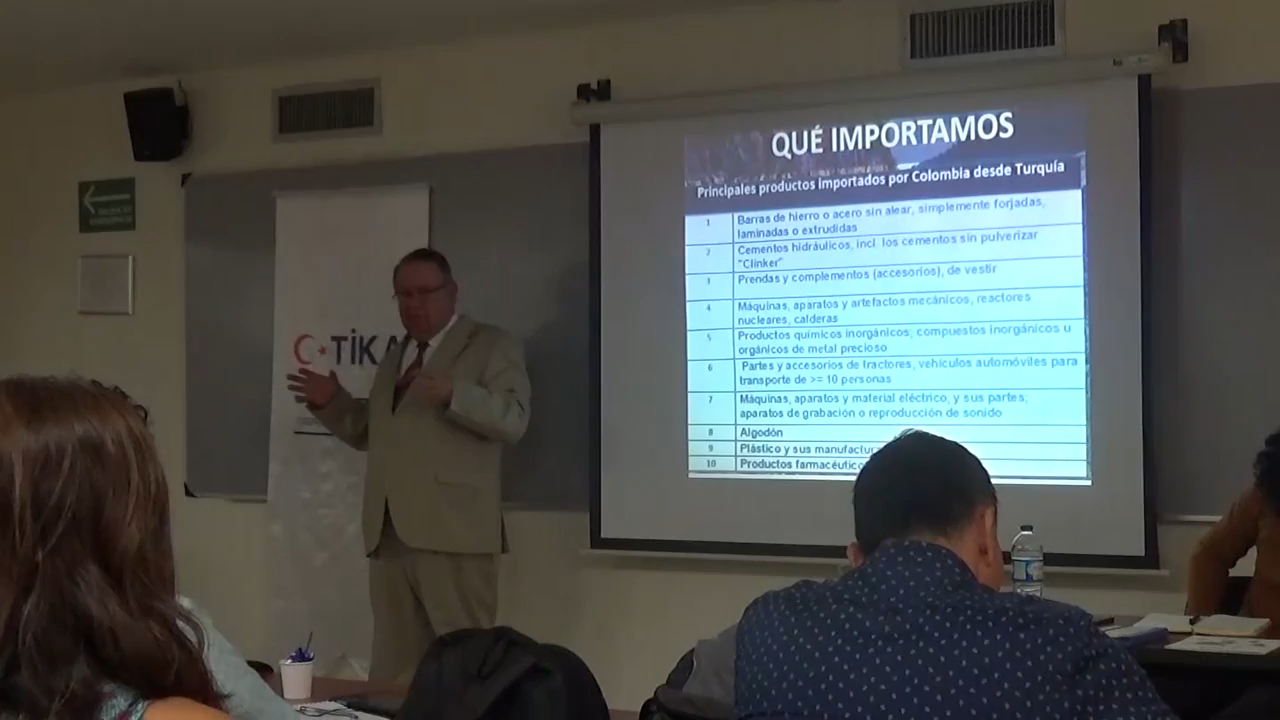 QUÉ IMPORTAMOS
Principales productos importados por Colombia desde Turquía
1 Barras de hierro o acero sin alear, simplemente forjadas,
laminadas o extrudidas
2 Cementos hidráulicos, incl. los cementos sin pulverizar
"Clinker"
3 Prendas y complementos (accesorios), de vestir
4 Máquinas, aparatos y artefactos mecánicos, reactores
nucleares, calderas
5 Productos químicos inorgánicos; compuestos inorgánicos u
orgánicos de metal precioso
6 Partes y accesorios de tractores, vehículos automóviles para
transporte de >= 10 personas
7 Máquinas, aparatos y material eléctrico, y sus partes;
aparatos de grabación o reproducción de sonido
8 Algodón
9 Plástico y sus manufactur
10 Productos farmacéutico
TİKA